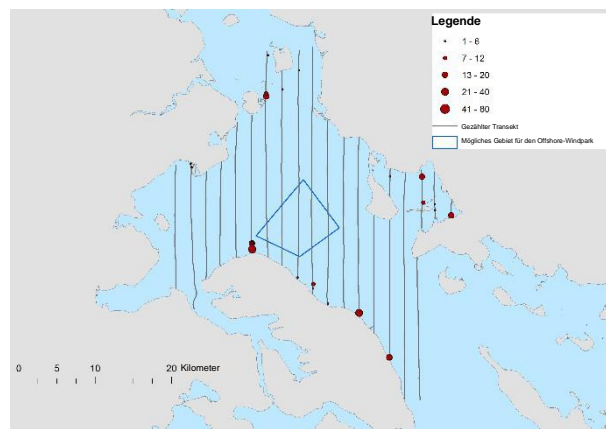 Legende
1 - 6
7 - 12
13 - 20
21 - 40
41 - 80
Gezählter Transekt
Mögliches Gebiet für den Offshore-Windpark
0 5 10 20 Kilometer